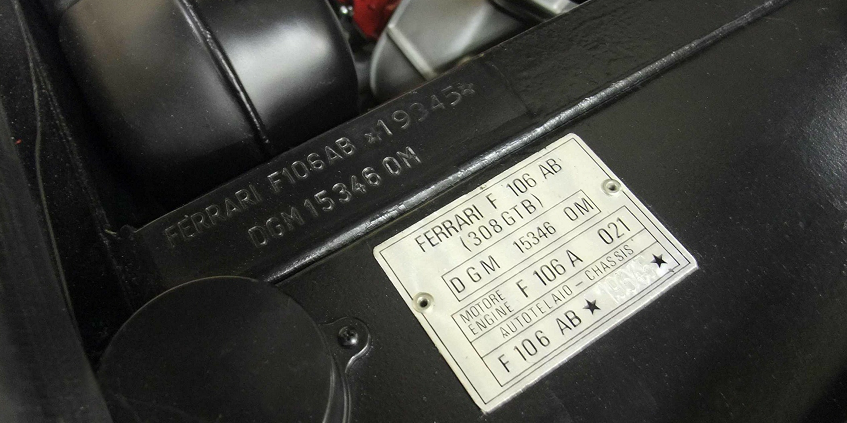 FERRARI F106AB *19343*
DGM 15346 OM
FERRARI F 106 AB
(308 GTB)
DGM 15346 OM
MOTORE
ENGINE F 106 A 021
AUTOTELAIO - CHASSIS
F 106 AB ★ ★